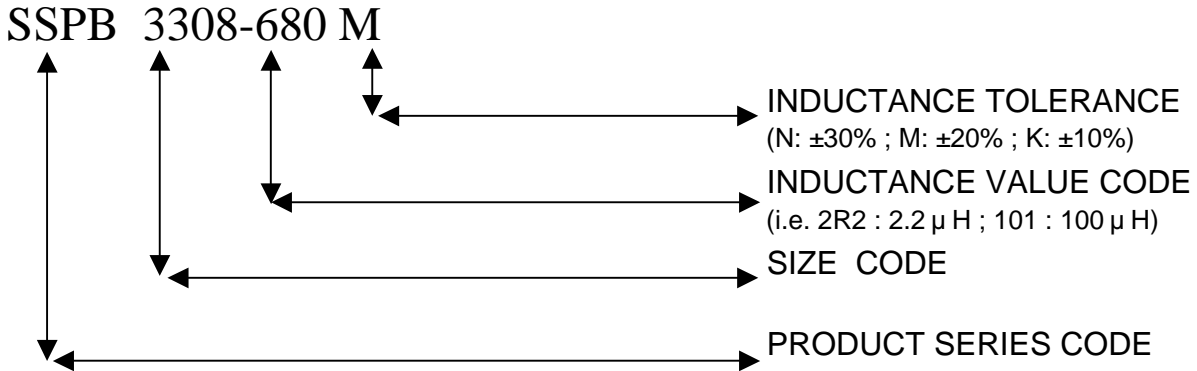 SSPB 3308-680 M
INDUCTANCE TOLERANCE
(N: ±30% ; M: ±20% ; K: ±10%)
INDUCTANCE VALUE CODE
(i.e. 2R2 : 2.2 µ H ; 101 : 100 µ H)
SIZE CODE
PRODUCT SERIES CODE